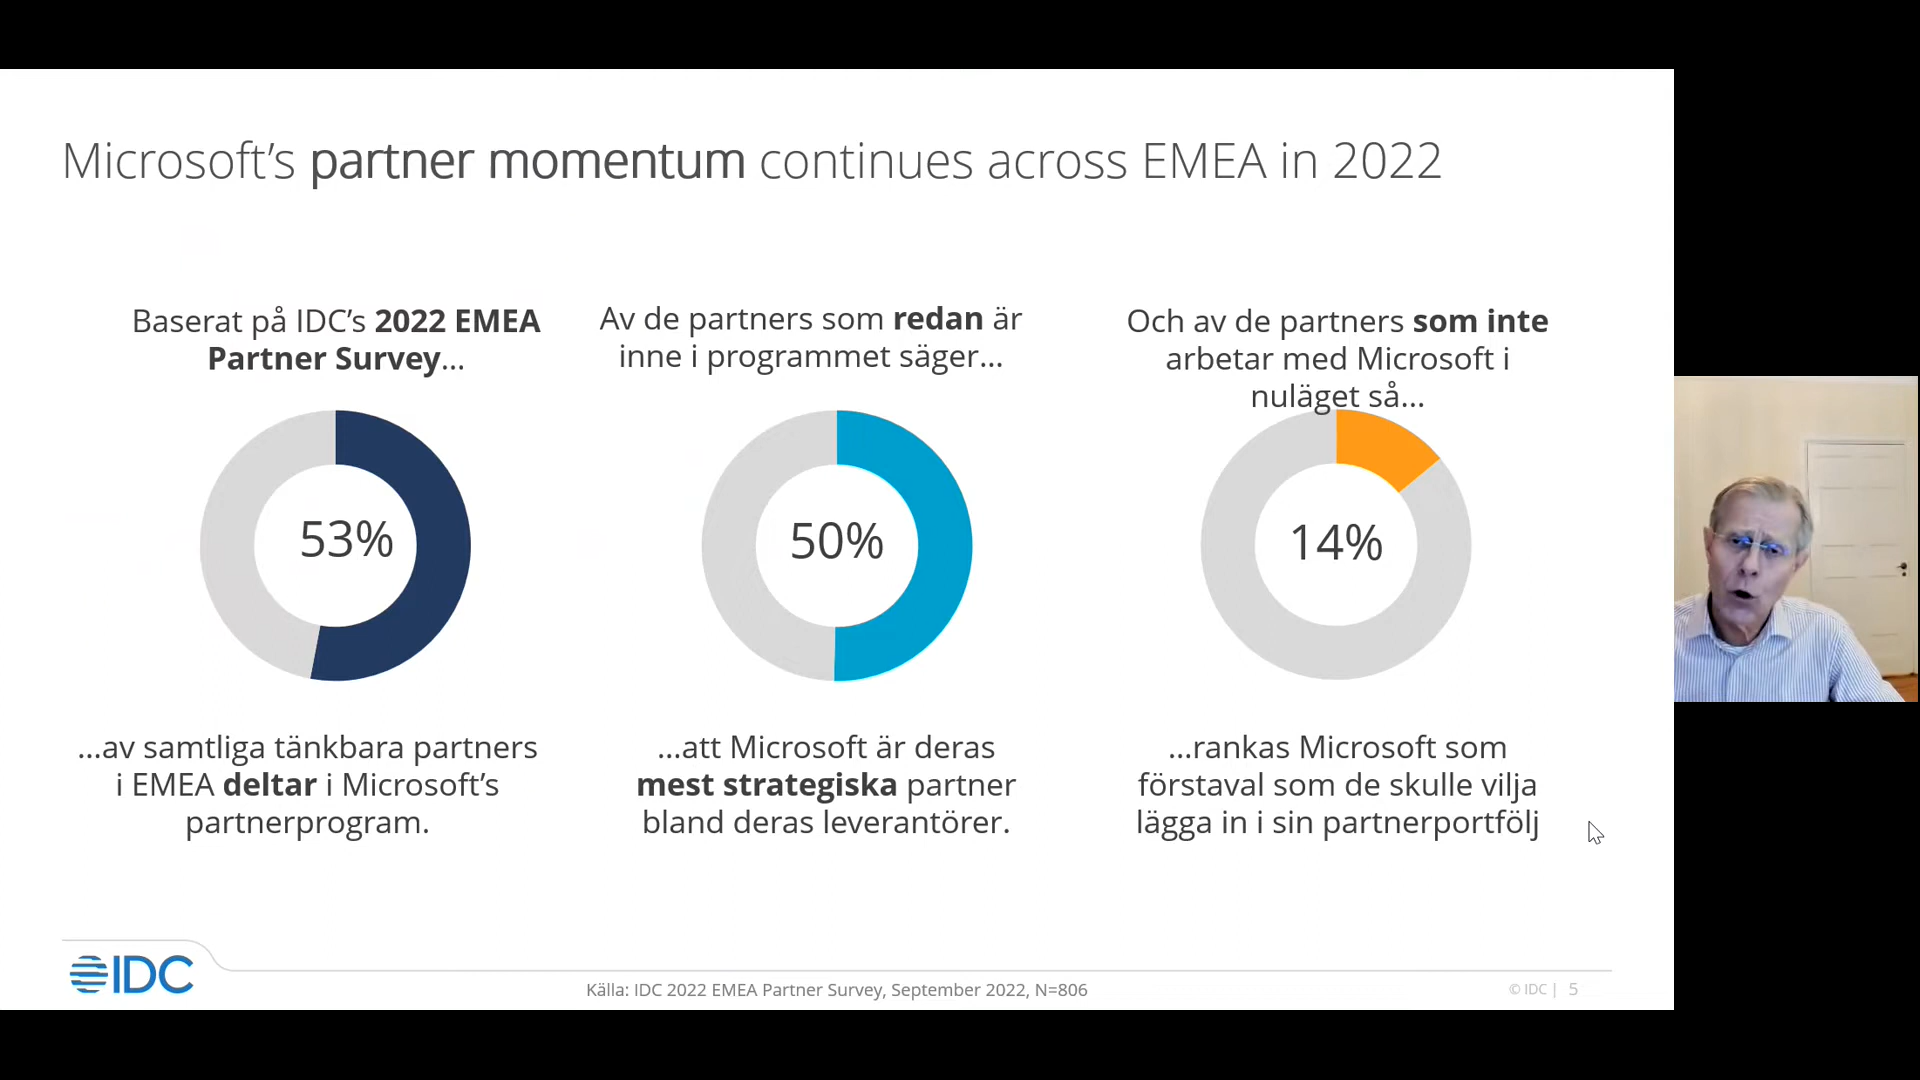 Microsoft's partner momentum continues across EMEA in 2022
Baserat på IDC's 2022 EMEA
Partner Survey...
53%
...av samtliga tänkbara partners
i EMEA deltar i Microsoft's
partnerprogram.
Av de partners som redan är
inne i programmet säger...
50%
...att Microsoft är deras
mest strategiska partner
bland deras leverantörer.
Och av de partners som inte
arbetar med Microsoft i
nuläget så...
14%
...rankas Microsoft som
förstaval som de skulle vilja
lägga in i sin partnerportfölj
IDC
Källa: IDC 2022 EMEA Partner Survey, September 2022, N=806
© IDC | 5